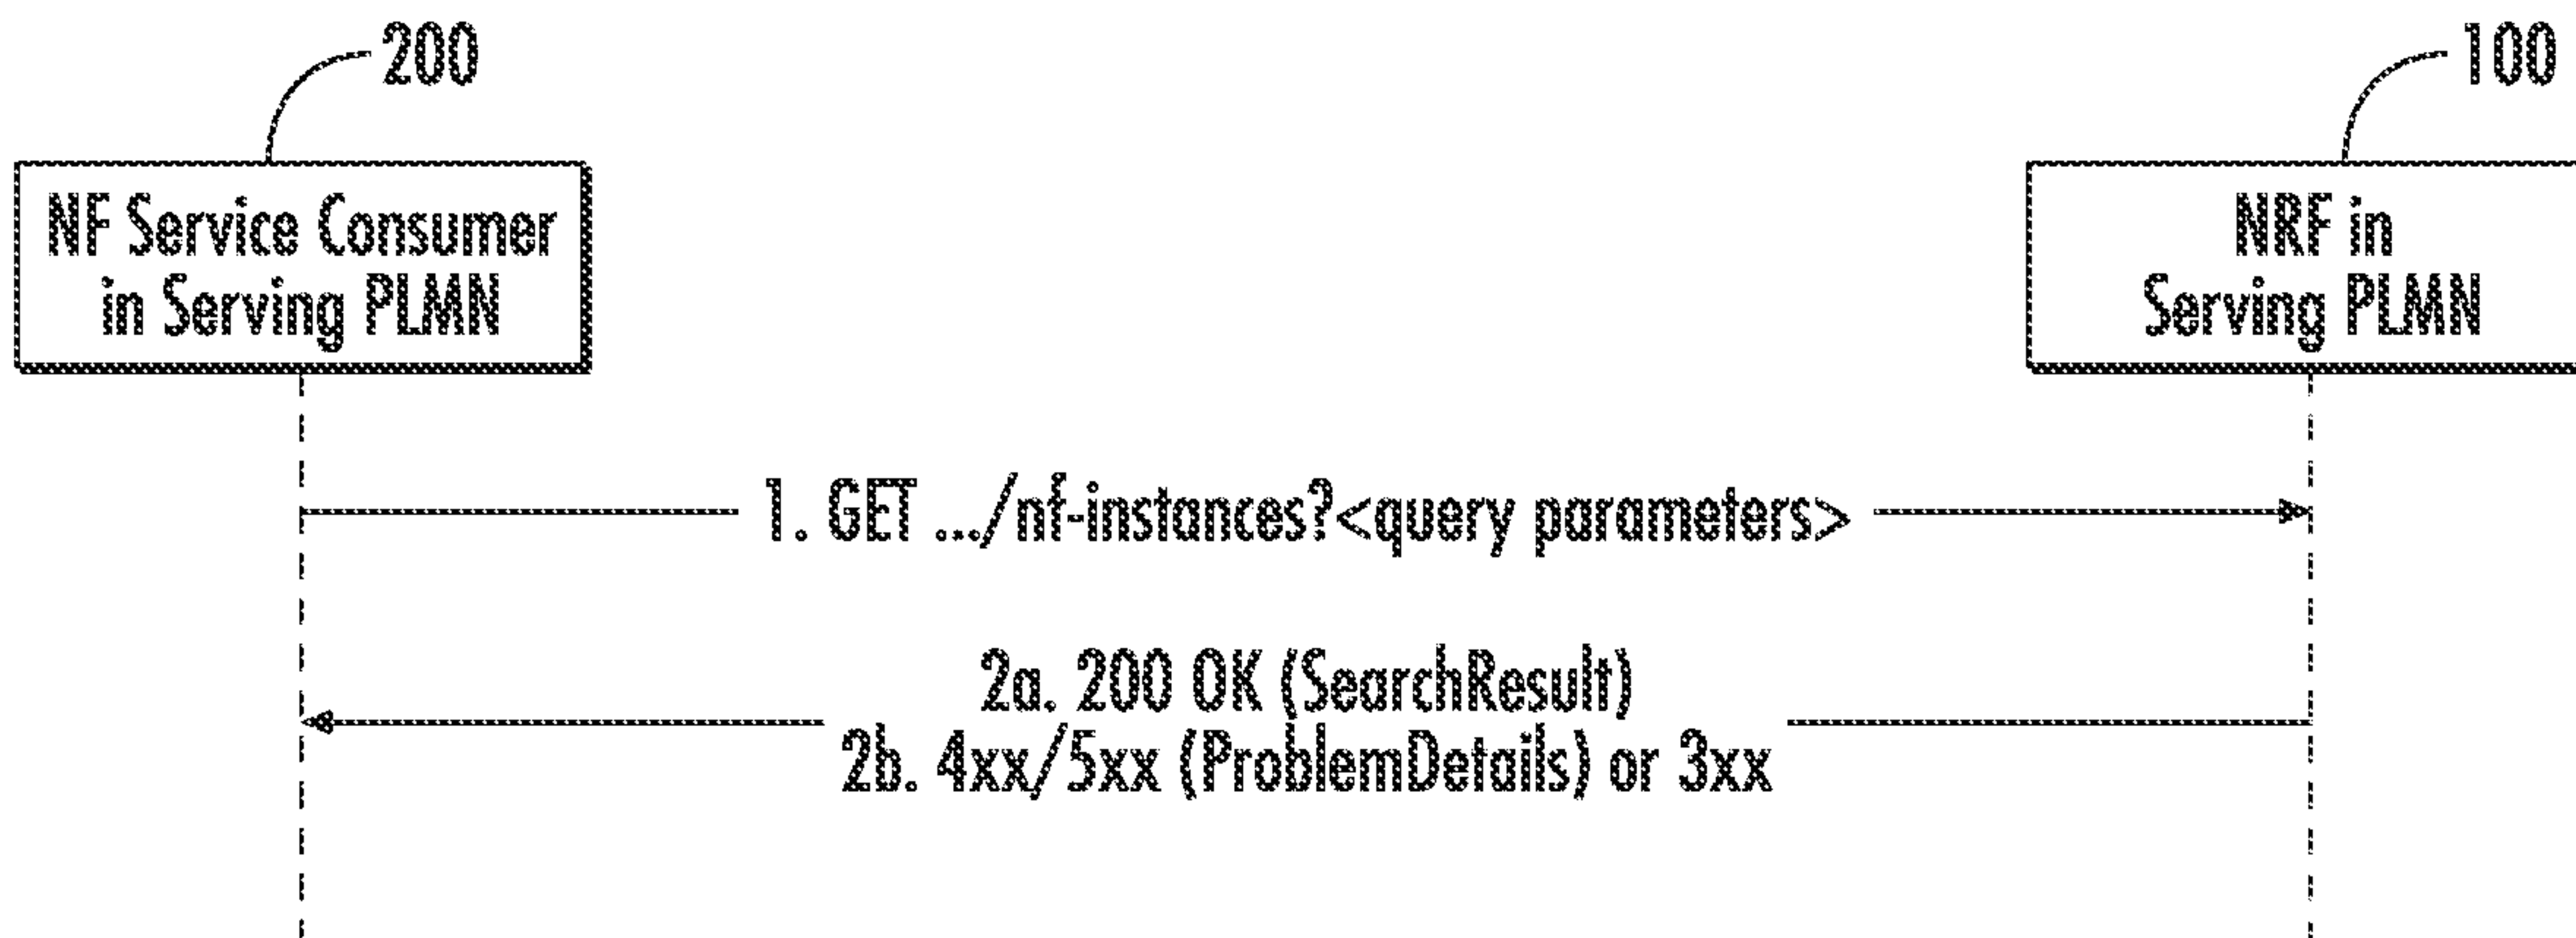 200
100
NF Service Consumer
in Serving PLMN
NRF in
Serving PLMN
1. GET .../nf-instances?<query parameters>
2a. 200 OK (SearchResult)
2b. 4xx/5xx (ProblemDetails) or 3xx